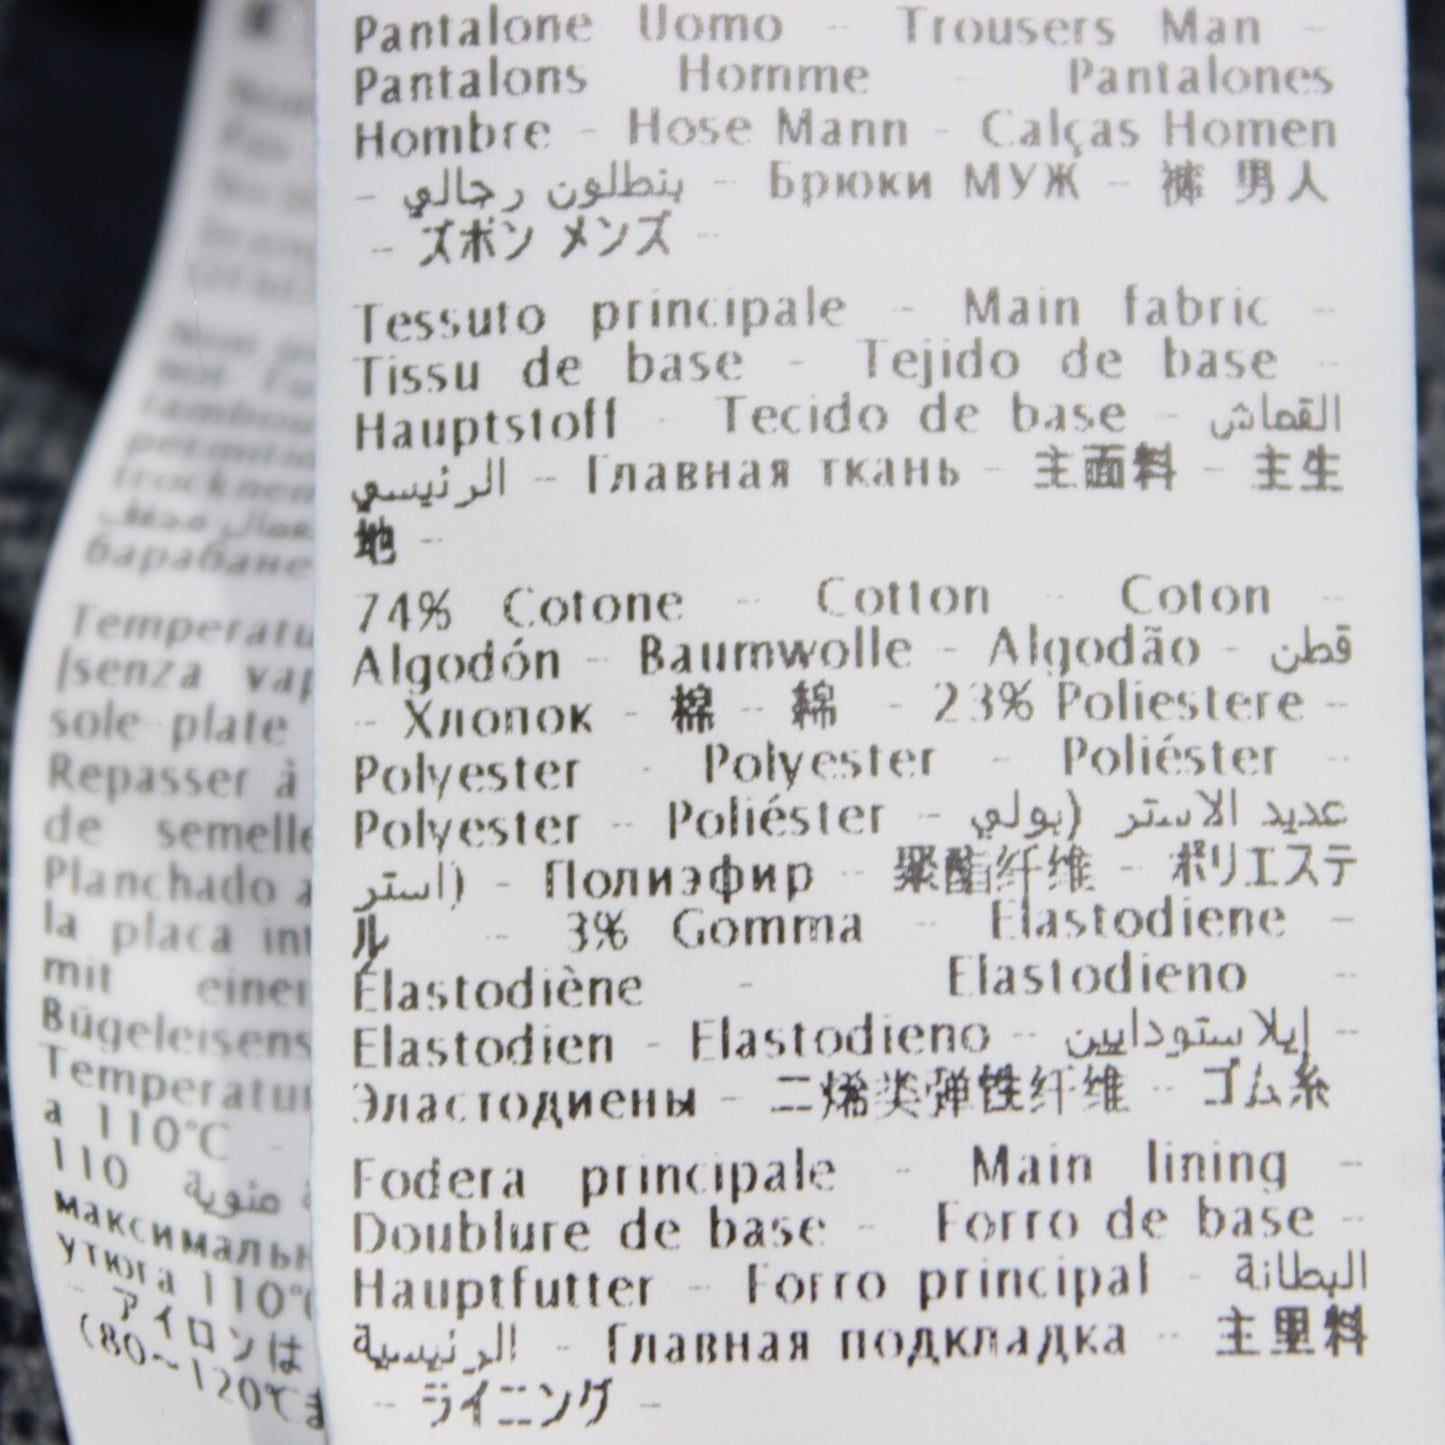 Pantalone Uomo - Trousers Man -
Pantalons Homme - Pantalones
Hombre - Hose Mann - Calças Homen
- بنطلون رجالي - Брюки МУЖ - 裤 男人
- ズボン メンズ -
Tessuto principale - Main fabric -
Tissu de base - Tejido de base -
Hauptstoff - Tecido de base - القماش
الرئيسي - Главная ткань - 主面料 - 主生
地 -
74% Cotone - Cotton - Coton -
Algodón - Baumwolle - Algodão - قطن
- Хлопок - 棉 - 綿 - 23% Poliestere -
Polyester - Polyester - Poliéster -
Polyester - Poliéster - عديد الاستر (بولي
استر) - Полиэфир - 聚酯纤维 - ポリエステ
ル - 3% Gomma - Elastodiene -
Élastodiène - Elastodieno -
Elastodien - Elastodieno - إيلاستودايين -
Эластодиены - 二烯类弹性纤维 - ゴム糸
Fodera principale - Main lining -
Doublure de base - Forro de base -
Hauptfutter - Forro principal - البطانة
الرئيسية - Главная подкладка - 主里料
- ライニング -
барабане
Temperatu
(senza vap
sole-plate
Repasser à
de semelle
Planchado a
la placa int
mit einer
Bügeleisens
Temperatur
a 110°C -
110 منوية
максимальн
утюга 110°C
- アイロンは
(80~120℃ま